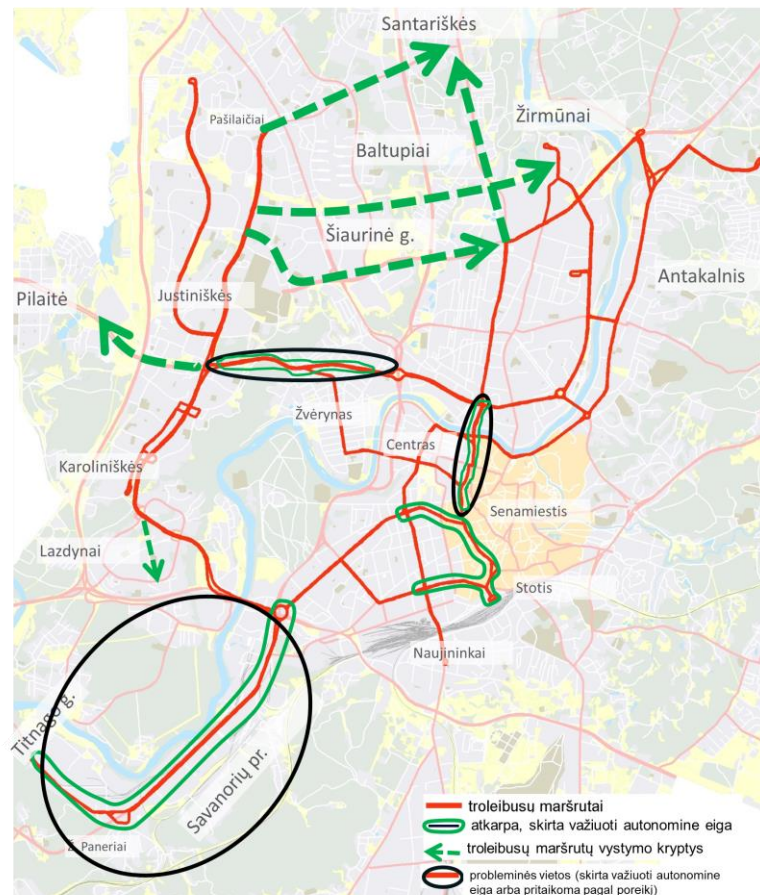 Santariškės
Pašilaičiai
Žirmūnai
Baltupiai
Šiaurinė g.
Antakalnis
Justiniškės
Pilaitė
Žvėrynas
Centras
Karoliniškės
Senamiestis
Lazdynai
Stotis
Naujininkai
Titnago g.
Savanorių pr.
Ž. Paneriai
troleibusų maršrutai
atkarpa, skirta važiuoti autonomine eiga
troleibusų maršrutų vystymo kryptys
probleminės vietos (skirta važiuoti autonomine
eiga arba pritaikoma pagal poreikį)